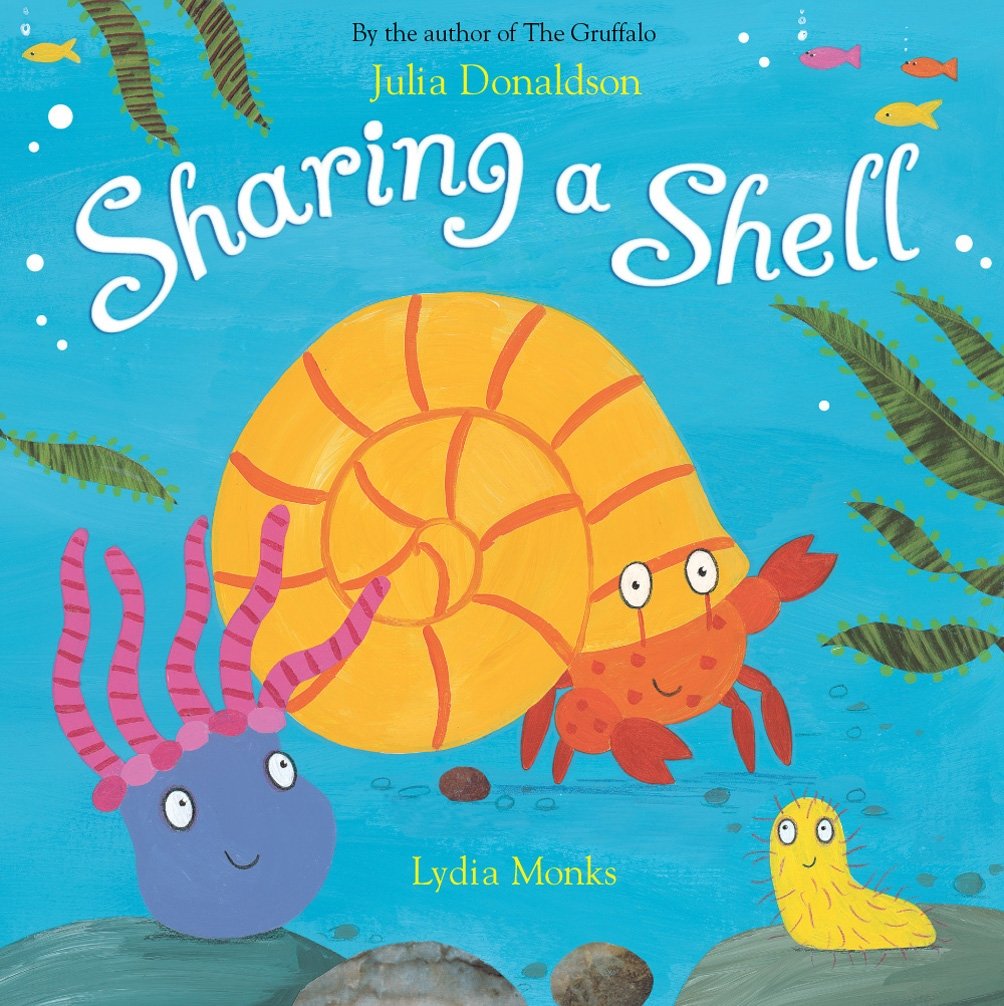 By the author of The Gruffalo
Julia Donaldson
Sharing a Shell
Lydia Monks